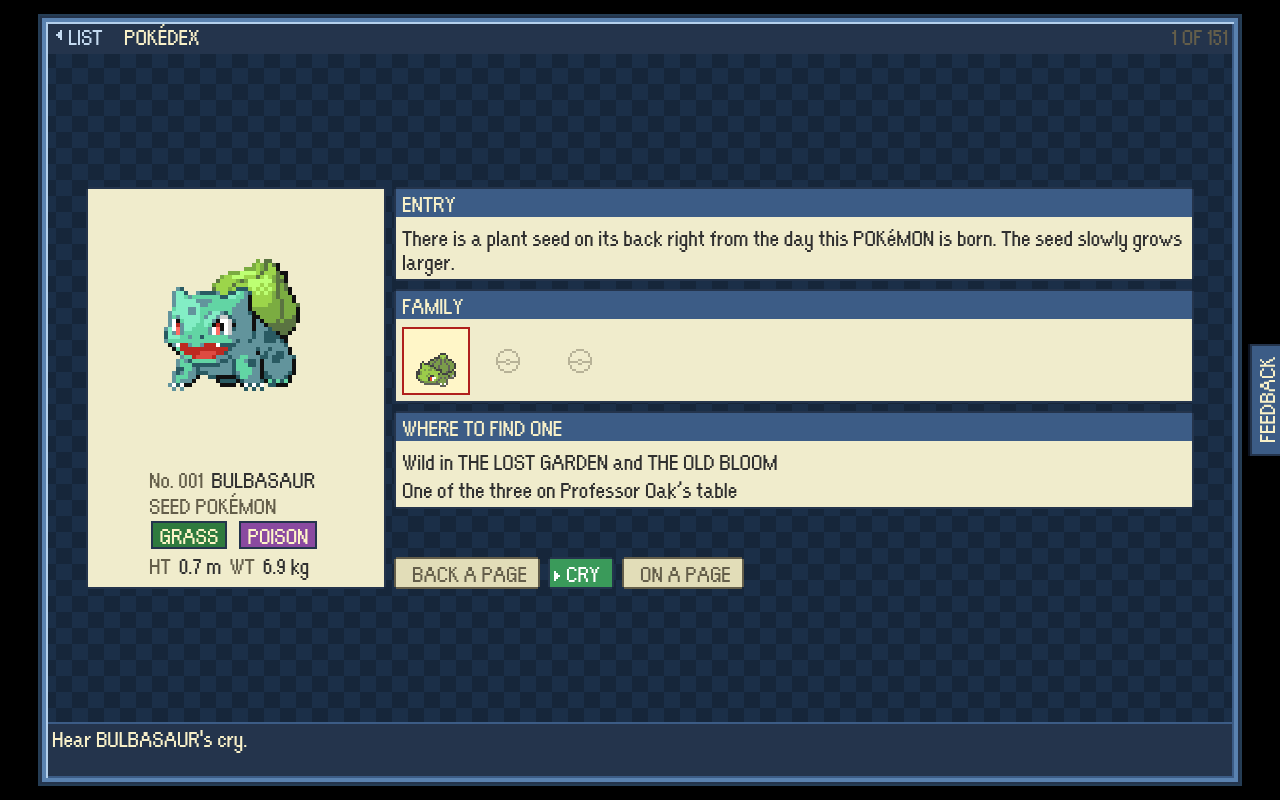 LIST POKÉDEX 1 OF 151
ENTRY
There is a plant seed on its back right from the day this POKéMON is born. The seed slowly grows
larger.
FAMILY
WHERE TO FIND ONE
Wild in THE LOST GARDEN and THE OLD BLOOM
One of the three on Professor Oak's table
No. 001 BULBASAUR
SEED POKÉMON
GRASS POISON
HT 0.7 m WT 6.9 kg
BACK A PAGE CRY ON A PAGE
Hear BULBASAUR's cry.
FEEDBACK